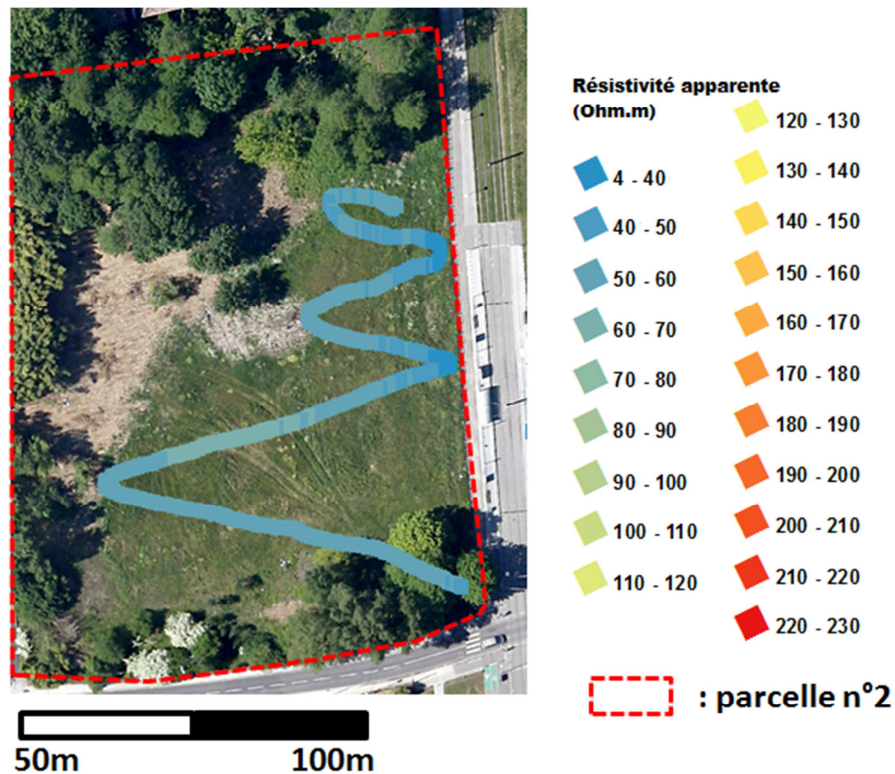 Résistivité apparente
(Ohm.m)
4 - 40
40 - 50
50 - 60
60 - 70
70 - 80
80 - 90
90 - 100
100 - 110
110 - 120
120 - 130
130 - 140
140 - 150
150 - 160
160 - 170
170 - 180
180 - 190
190 - 200
200 - 210
210 - 220
220 - 230
: parcelle n°2
50m 100m